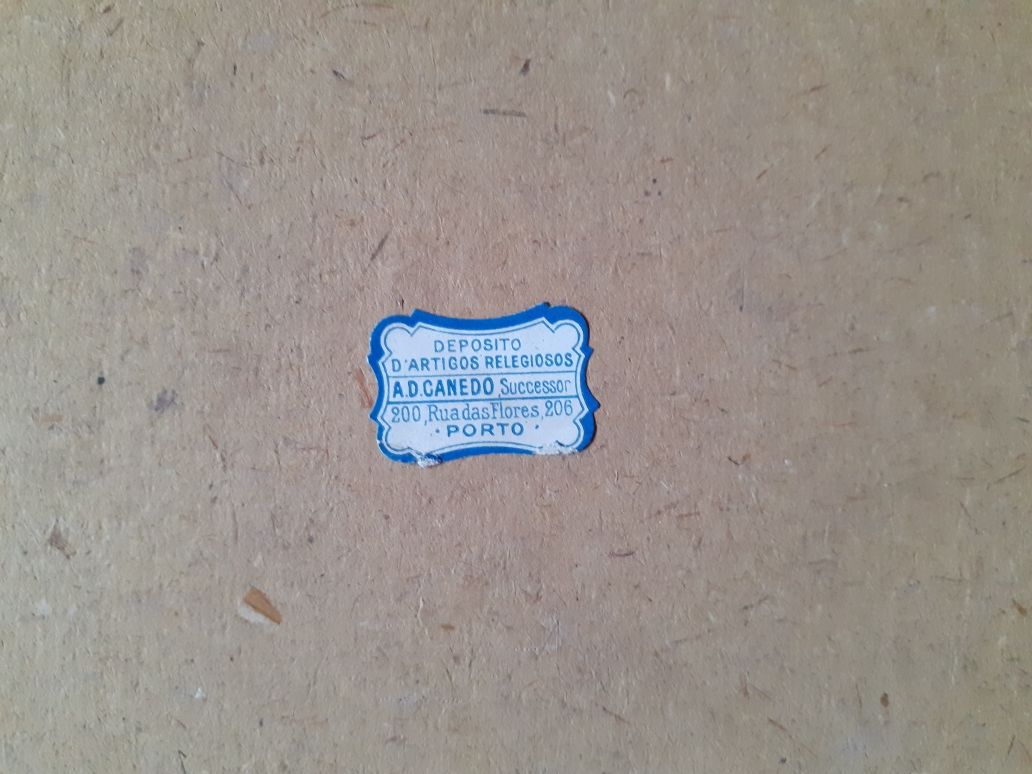 DEPOSITO
D'ARTIGOS RELEGIOSOS
A.D.CANEDO, Successor
200, Rua das Flores, 206
· PORTO ·